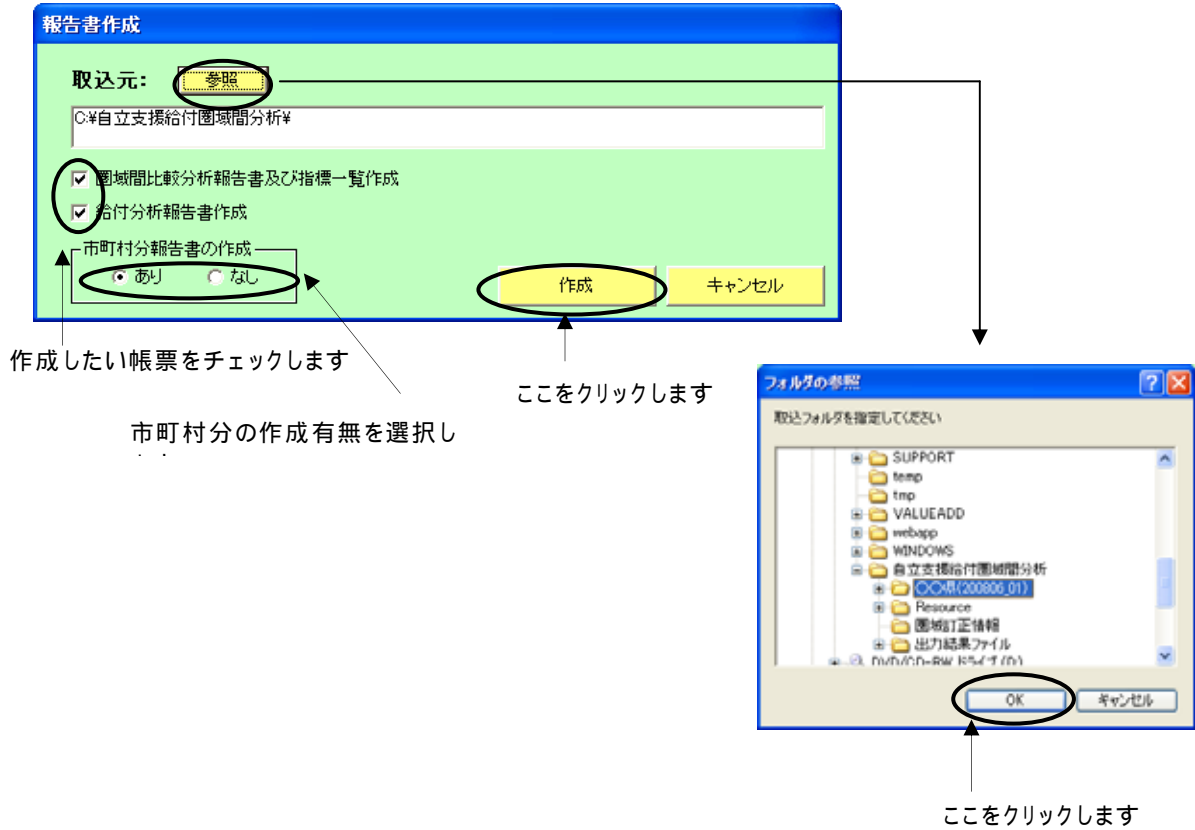 報告書作成
取込元: 参照
C:¥自立支援給付圏域間分析¥
圏域間比較分析報告書及び指標一覧作成
給付分析報告書作成
市町村分報告書の作成
あり なし
作成 キャンセル
作成したい帳票をチェックします
ここをクリックします
市町村分の作成有無を選択し
フォルダの参照
取込フォルダを指定してください
SUPPORT
temp
tmp
VALUEADD
webapp
WINDOWS
自立支援給付圏域間分析
〇〇県(200806_01)
Resource
圏域訂正情報
出力結果ファイル
DVD/CD-RW ドライブ (D:)
OK キャンセル
ここをクリックします